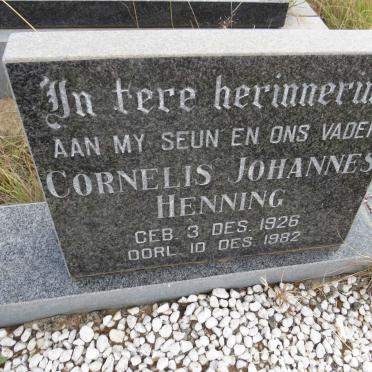 In tere herinnerin
AAN MY SEUN EN ONS VADER
CORNELIS JOHANNES
HENNING
GEB 3 DES. 1926
OORL. 10 DES. 1982